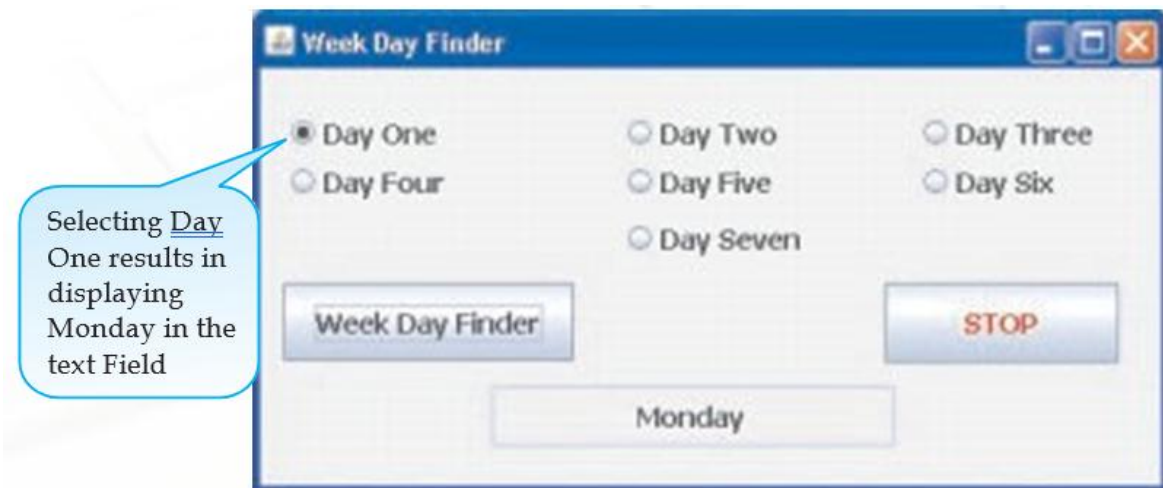 Week Day Finder
Day One Day Two Day Three
Day Four Day Five Day Six
Day Seven
Selecting Day
One results in
displaying
Monday in the
text Field
Week Day Finder STOP
Monday